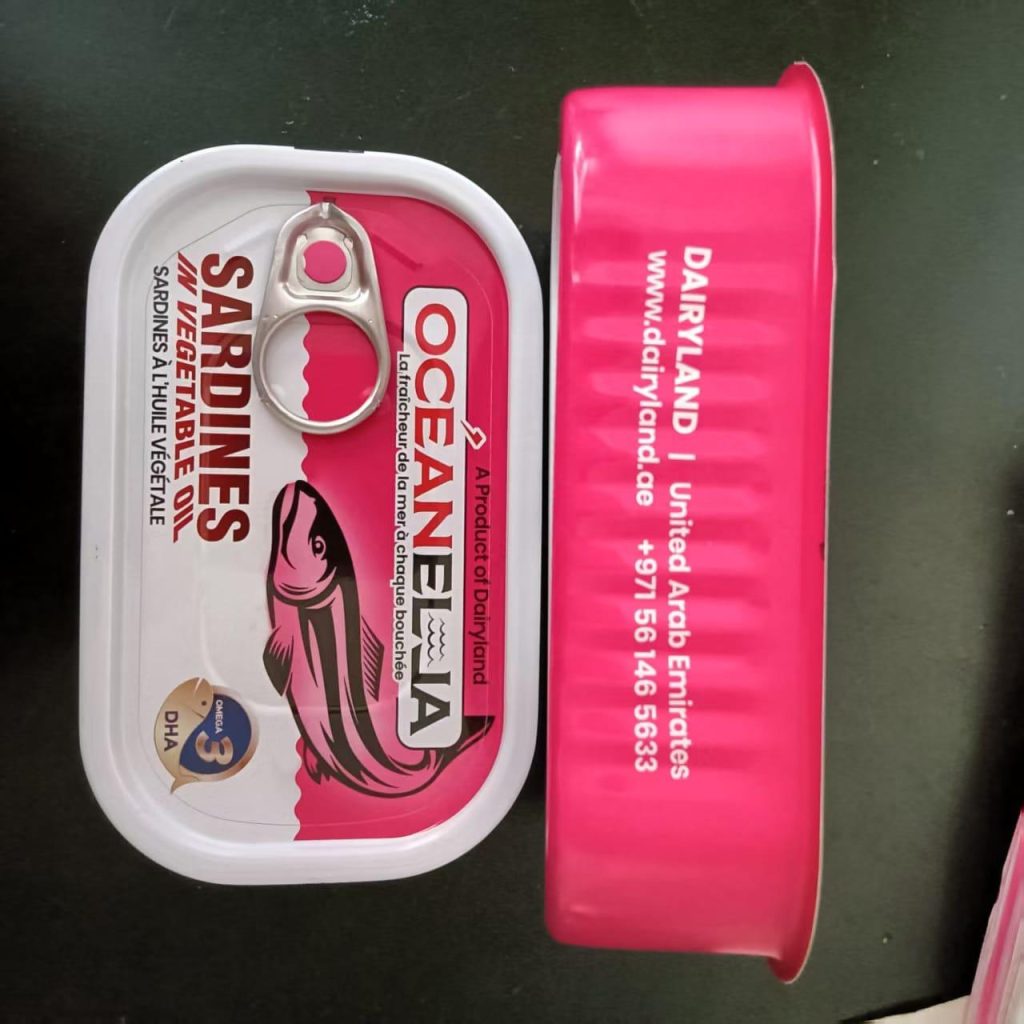 A Product of Dairyland
OCÉANELIA
La fraîcheur de la mer à chaque bouchée
SARDINES
IN VEGETABLE OIL
SARDINES À L'HUILE VÉGÉTALE
OMEGA
3
DHA
DAIRYLAND | United Arab Emirates
www.dairyland.ae +971 56 146 5633